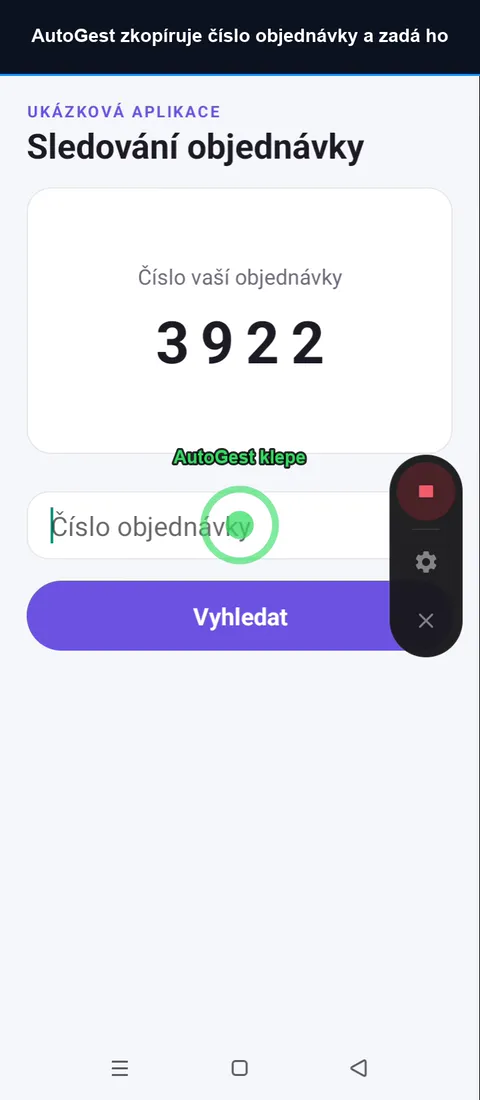 AutoGest zkopíruje číslo objednávky a zadá ho
UKÁZKOVÁ APLIKACE
Sledování objednávky
Číslo vaší objednávky
3922
AutoGest klepe
Číslo objednávky
Vyhledat